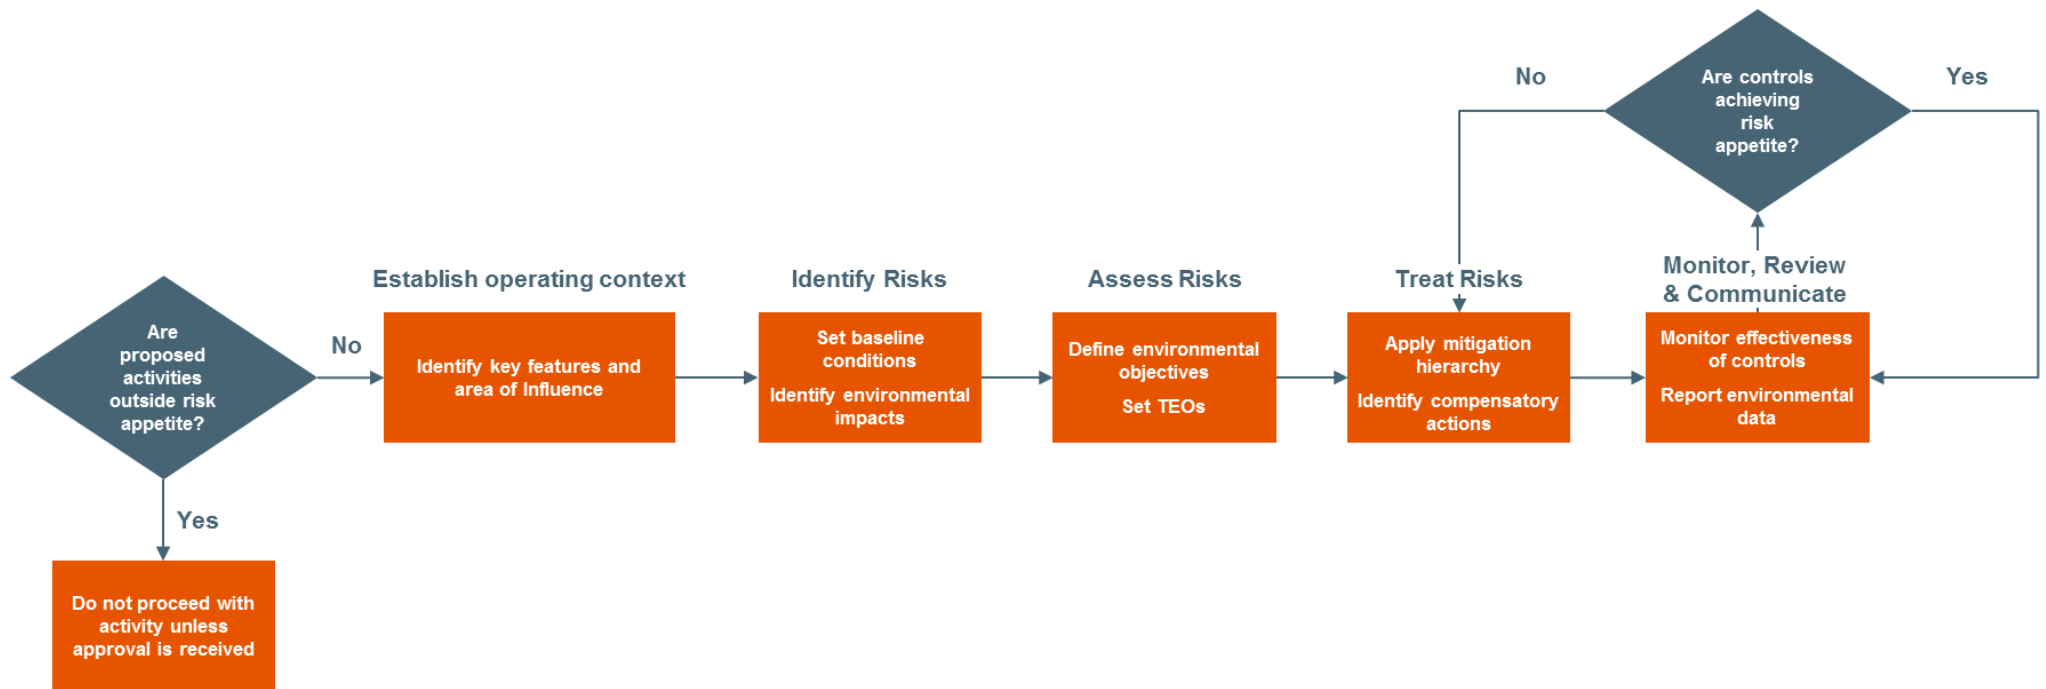 Are
proposed
activities
outside risk
appetite?
No
Yes
Do not proceed with
activity unless
approval is received
Establish operating context
Identify key features and
area of Influence
Identify Risks
Set baseline
conditions
Identify environmental
impacts
Assess Risks
Define environmental
objectives
Set TEOs
Treat Risks
Apply mitigation
hierarchy
Identify compensatory
actions
Monitor, Review
& Communicate
Monitor effectiveness
of controls
Report environmental
data
No
Are controls
achieving
risk
appetite?
Yes